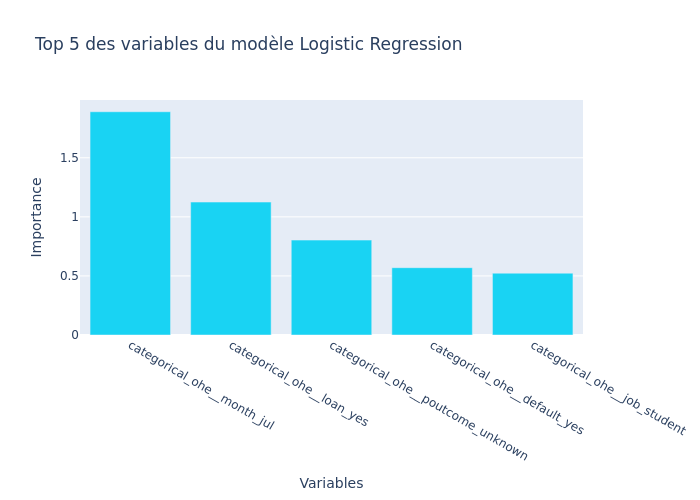 Top 5 des variables du modèle Logistic Regression
Importance
1.5
1
0.5
0
categorical_ohe__month_jul
categorical_ohe__loan_yes
categorical_ohe__poutcome_unknown
categorical_ohe__default_yes
categorical_ohe__job_student
Variables